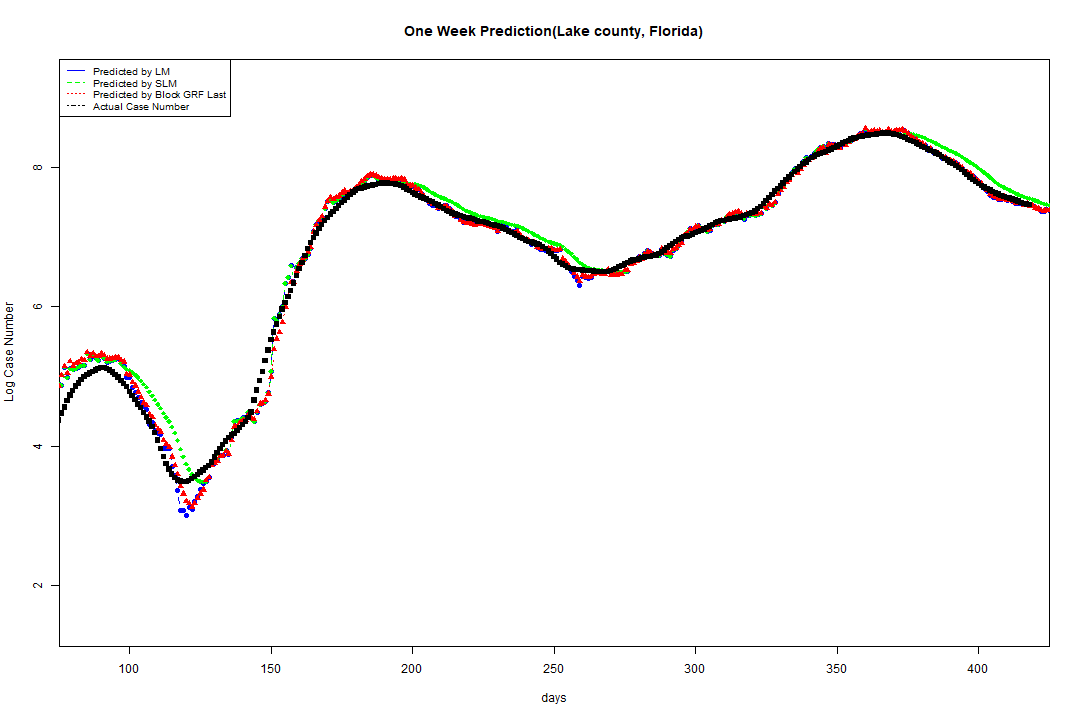 One Week Prediction(Lake county, Florida)
Predicted by LM
Predicted by SLM
Predicted by Block GRF Last
Actual Case Number
8
6
4
2
Log Case Number
100 150 200 250 300 350 400
days